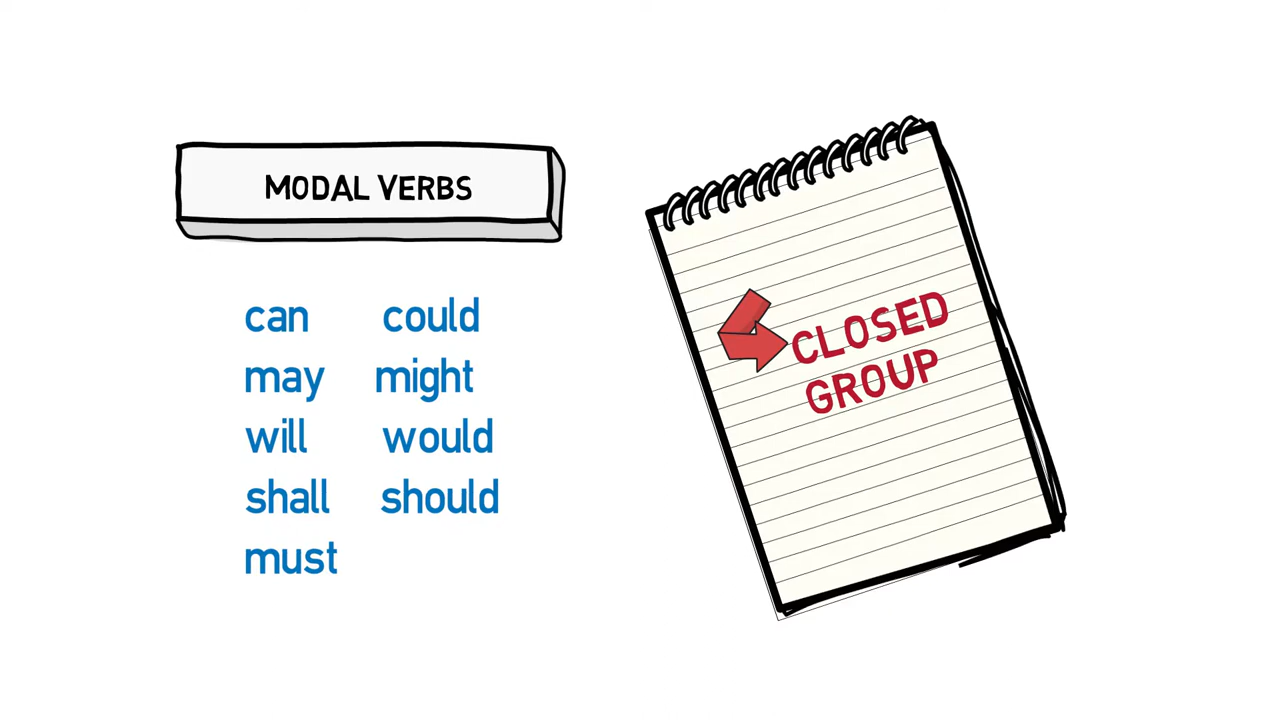 MODAL VERBS
can could
may might
will would
shall should
must
CLOSED
GROUP